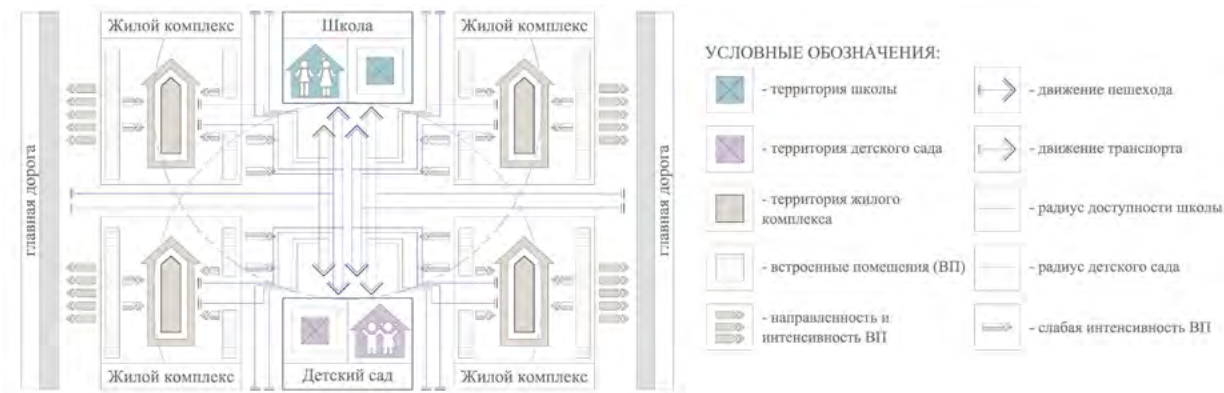 Жилой комплекс
Школа
Жилой комплекс
главная дорога
главная дорога
Жилой комплекс
Детский сад
Жилой комплекс
УСЛОВНЫЕ ОБОЗНАЧЕНИЯ:
- территория школы
- территория детского сада
- территория жилого
комплекса
- встроенные помещения (ВП)
- направленность и
интенсивность ВП
- движение пешехода
- движение транспорта
- радиус доступности школы
- радиус детского сада
- слабая интенсивность ВП